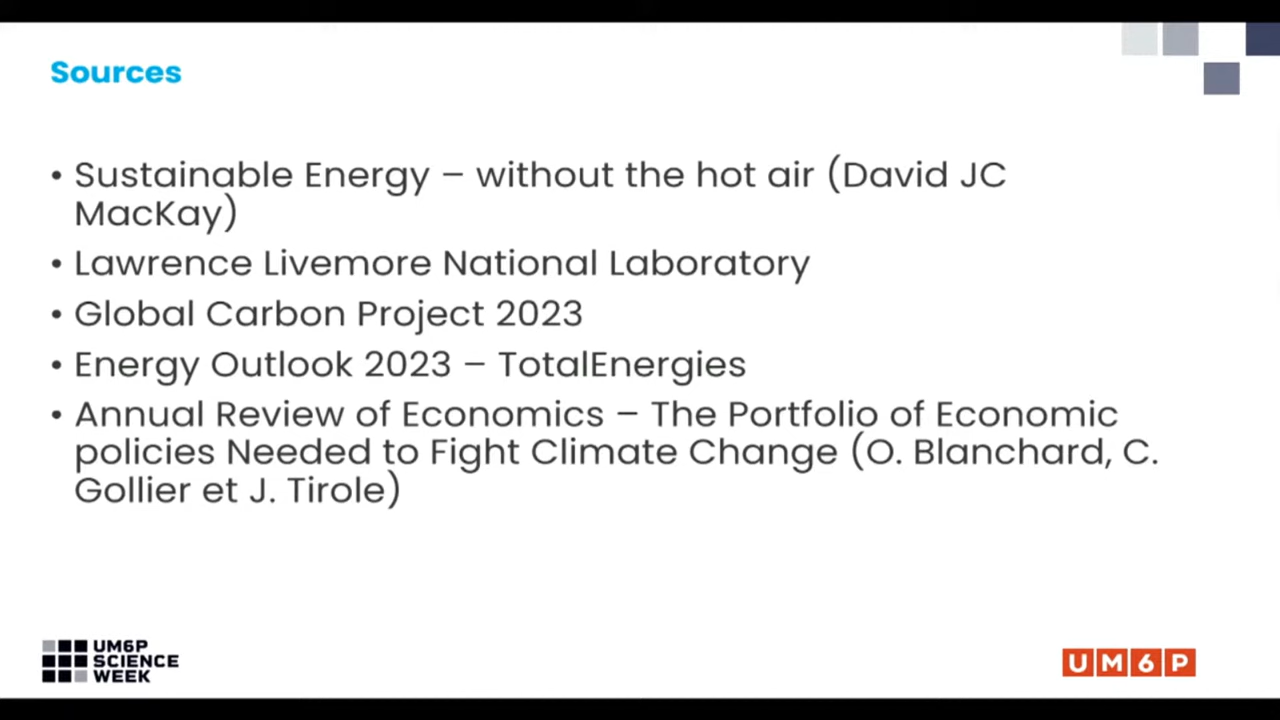 Sources
• Sustainable Energy – without the hot air (David JC
MacKay)
• Lawrence Livemore National Laboratory
• Global Carbon Project 2023
• Energy Outlook 2023 – TotalEnergies
• Annual Review of Economics – The Portfolio of Economic
policies Needed to Fight Climate Change (O. Blanchard, C.
Gollier et J. Tirole)
UM6P
SCIENCE
WEEK
UM6P